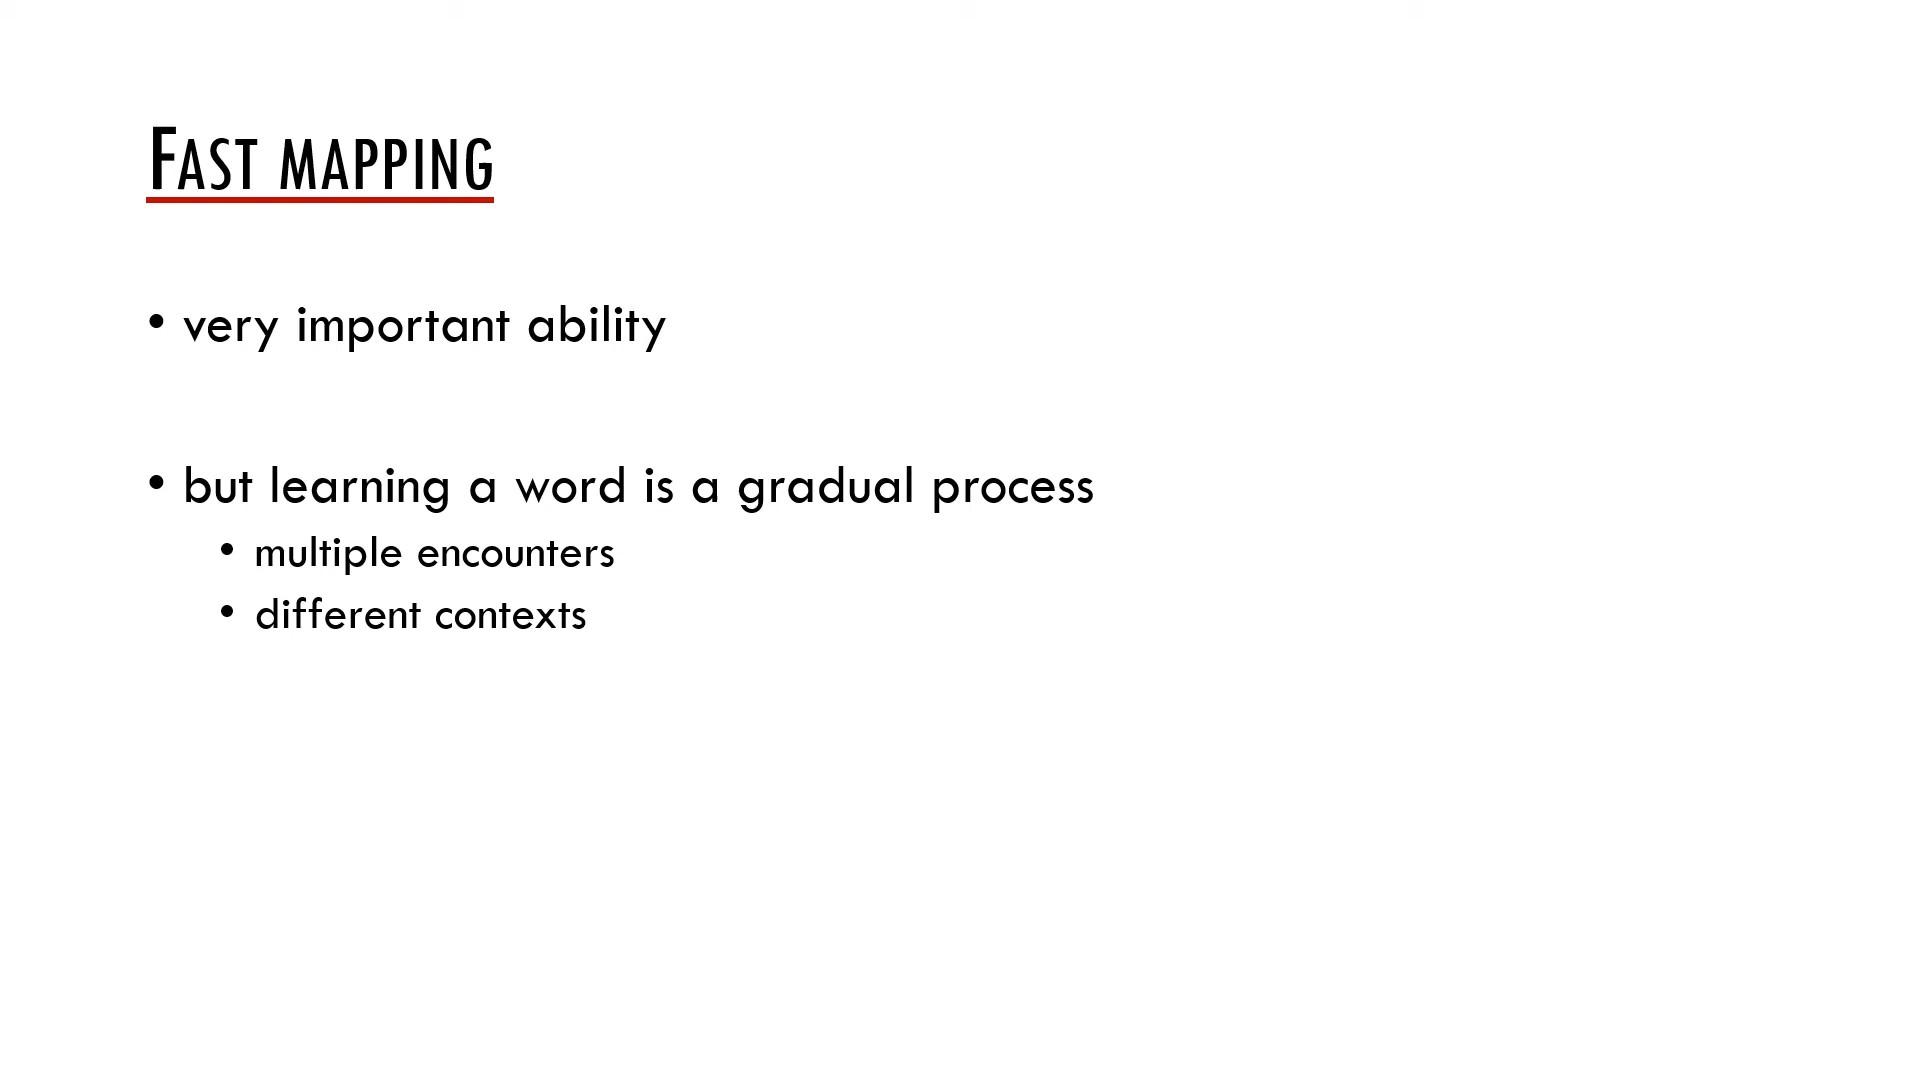 Fast mapping
• very important ability
• but learning a word is a gradual process
• multiple encounters
• different contexts